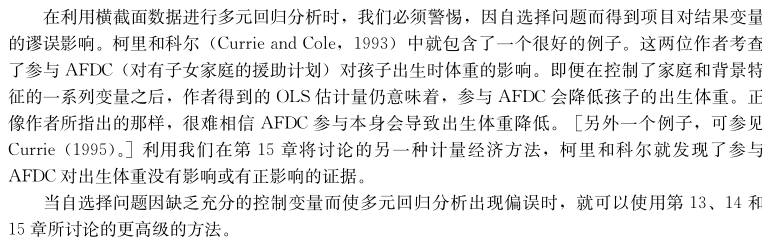 在利用横截面数据进行多元回归分析时，我们必须警惕，因自选择问题而得到项目对结果变量
的谬误影响。柯里和科尔（Currie and Cole，1993）中就包含了一个很好的例子。这两位作者考查
了参与 AFDC（对有子女家庭的援助计划）对孩子出生时体重的影响。即便在控制了家庭和背景特
征的一系列变量之后，作者得到的 OLS 估计量仍意味着，参与 AFDC 会降低孩子的出生体重。正
像作者所指出的那样，很难相信 AFDC 参与本身会导致出生体重降低。［另外一个例子，可参见
Currie（1995）。］利用我们在第 15 章将讨论的另一种计量经济方法，柯里和科尔就发现了参与
AFDC 对出生体重没有影响或有正影响的证据。
当自选择问题因缺乏充分的控制变量而使多元回归分析出现偏误时，就可以使用第 13、14 和
15 章所讨论的更高级的方法。